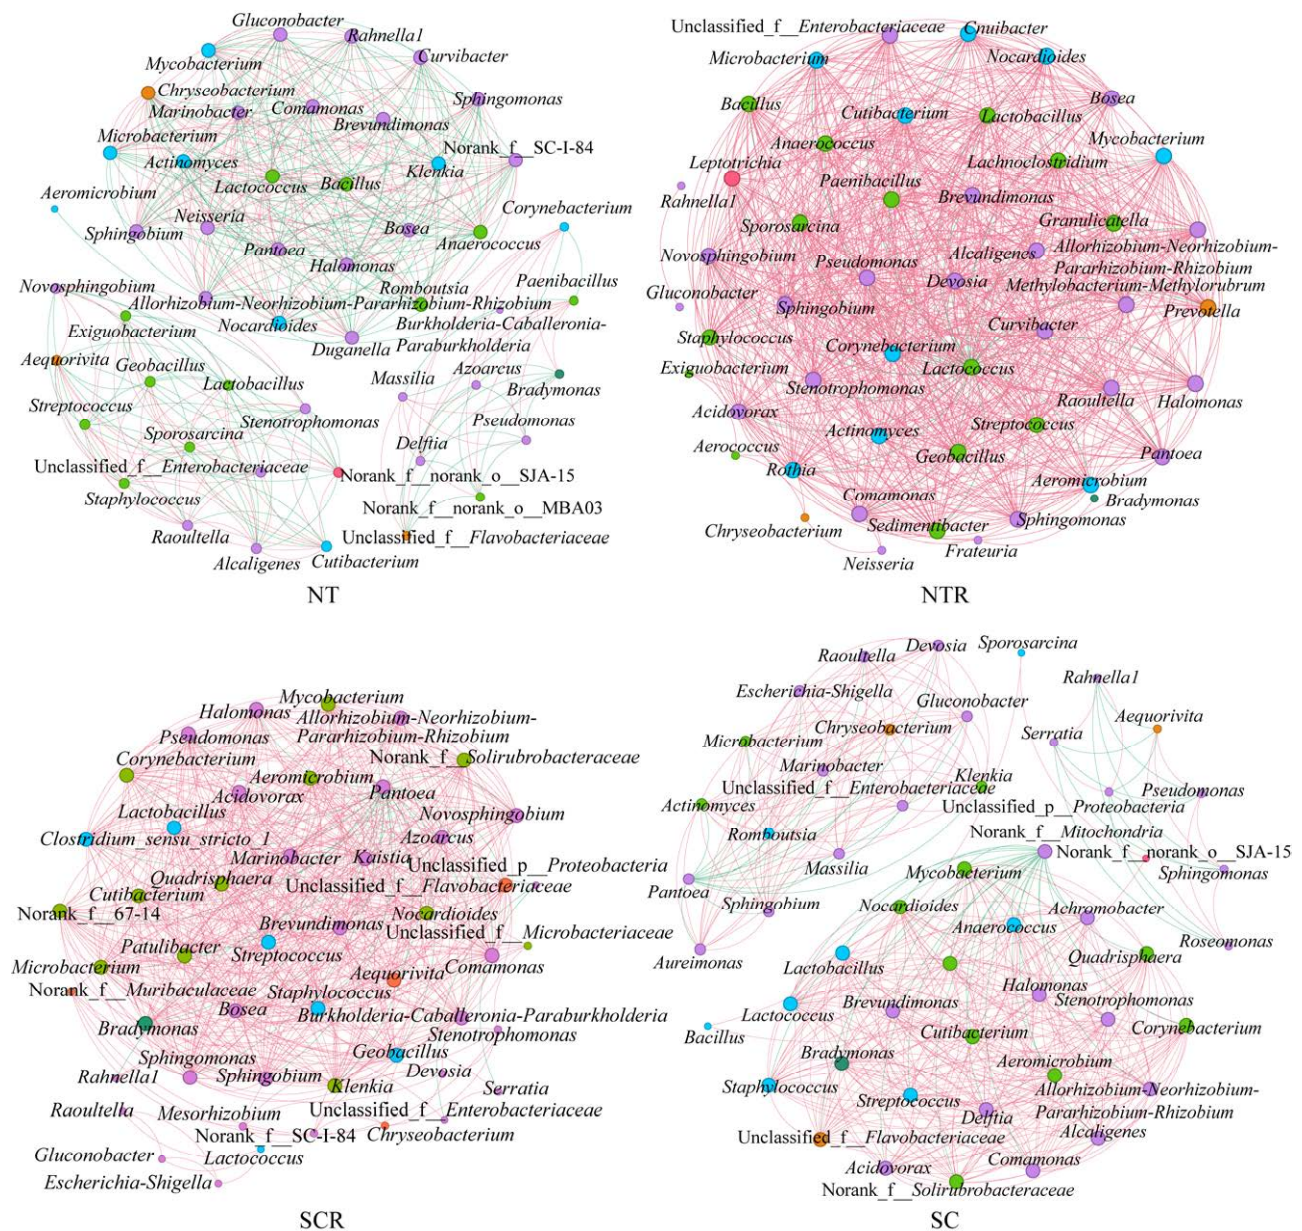 Gluconobacter
Rahnella1
Mycobacterium
Curvibacter
Chryseobacterium
Marinobacter
Comamonas
Sphingomonas
Brevundimonas
Microbacterium
Norank_f__SC-I-84
Actinomyces
Klenkia
Lactococcus
Bacillus
Aeromicrobium
Neisseria
Corynebacterium
Sphingobium
Bosea
Anaerococcus
Pantoea
Halomonas
Novosphingobium
Romboutsia
Paenibacillus
Allorhizobium-Neorhizobium-Pararhizobium-Rhizobium
Exiguobacterium
Nocardioides
Burkholderia-Caballeronia-
Paraburkholderia
Duganella
Aequorivita
Geobacillus
Azoarcus
Lactobacillus
Massilia
Bradymonas
Streptococcus
Stenotrophomonas
Pseudomonas
Sporosarcina
Delftia
Unclassified_f__Enterobacteriaceae
Norank_f__norank_o__SJA-15
Staphylococcus
Norank_f__norank_o__MBA03
Raoultella
Unclassified_f__Flavobacteriaceae
Alcaligenes
Cutibacterium
NT
Unclassified_f__Enterobacteriaceae
Cnuibacter
Microbacterium
Nocardioides
Bacillus
Bosea
Cutibacterium
Lactobacillus
Anaerococcus
Mycobacterium
Leptotrichia
Lachnoclostridium
Paenibacillus
Brevundimonas
Rahnella1
Sporosarcina
Granulicatella
Novosphingobium
Alcaligenes
Allorhizobium-Neorhizobium-
Pseudomonas
Pararhizobium-Rhizobium
Devosia
Methylobacterium-Methylorubrum
Gluconobacter
Sphingobium
Prevotella
Curvibacter
Staphylococcus
Corynebacterium
Lactococcus
Exiguobacterium
Stenotrophomonas
Raoultella
Halomonas
Acidovorax
Streptococcus
Actinomyces
Aerococcus
Geobacillus
Pantoea
Rothia
Aeromicrobium
Comamonas
Bradymonas
Sedimentibacter
Sphingomonas
Chryseobacterium
Frateuria
Neisseria
NTR
Mycobacterium
Halomonas
Allorhizobium-Neorhizobium-
Pararhizobium-Rhizobium
Pseudomonas
Corynebacterium
Norank_f__Solirubrobacteraceae
Aeromicrobium
Acidovorax
Pantoea
Lactobacillus
Novosphingobium
Clostridium_sensu_stricto_1
Azoarcus
Marinobacter
Kaistia
Unclassified_p__Proteobacteria
Quadrisphaera
Cutibacterium
Unclassified_f__Flavobacteriaceae
Norank_f__67-14
Nocardioides
Brevundimonas
Unclassified_f__Microbacteriaceae
Patulibacter
Streptococcus
Microbacterium
Comamonas
Aequorivita
Norank_f__Muribaculaceae
Staphylococcus
Bosea
Burkholderia-Caballeronia-Paraburkholderia
Bradymonas
Stenotrophomonas
Geobacillus
Sphingomonas
Devosia
Rahnella1
Sphingobium
Klenkia
Serratia
Raoultella
Mesorhizobium
Unclassified_f__Enterobacteriaceae
Norank_f__SC-I-84
Chryseobacterium
Gluconobacter
Lactococcus
Escherichia-Shigella
SCR
Devosia
Sporosarcina
Raoultella
Rahnella1
Escherichia-Shigella
Gluconobacter
Aequorivita
Chryseobacterium
Serratia
Microbacterium
Marinobacter
Klenkia
Unclassified_f__Enterobacteriaceae
Pseudomonas
Actinomyces
Unclassified_p__Proteobacteria
Romboutsia
Norank_f__Mitochondria
Massilia
Norank_f__norank_o__SJA-15
Mycobacterium
Sphingomonas
Pantoea
Sphingobium
Nocardioides
Achromobacter
Anaerococcus
Roseomonas
Quadrisphaera
Aureimonas
Lactobacillus
Halomonas
Stenotrophomonas
Brevundimonas
Lactococcus
Corynebacterium
Bacillus
Cutibacterium
Bradymonas
Aeromicrobium
Staphylococcus
Allorhizobium-Neorhizobium-
Streptococcus
Pararhizobium-Rhizobium
Delftia
Alcaligenes
Unclassified_f__Flavobacteriaceae
Acidovorax
Comamonas
Norank_f__Solirubrobacteraceae
SC